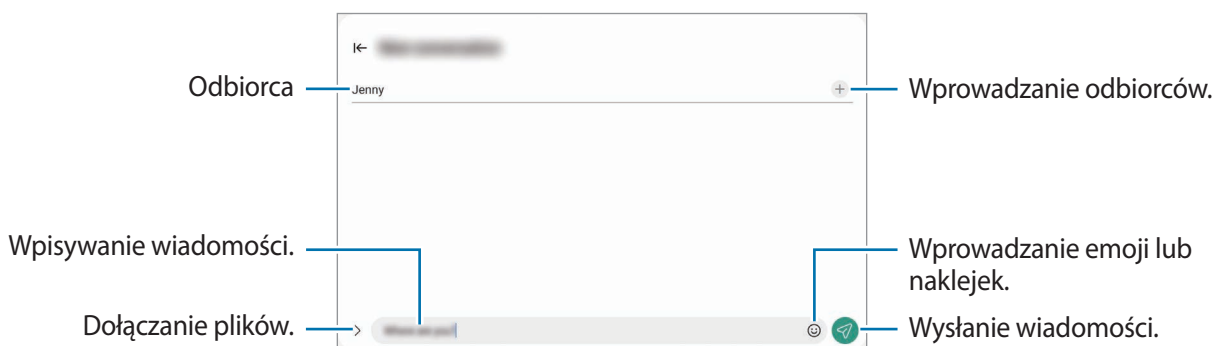 Odbiorca
Jenny
Wprowadzanie odbiorców.
Wpisywanie wiadomości.
Wprowadzanie emoji lub
naklejek.
Dołączanie plików.
Wysłanie wiadomości.